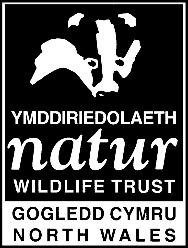 YMDDIRIEDOLAETH
natur
WILDLIFE TRUST
GOGLEDD CYMRU
NORTH WALES